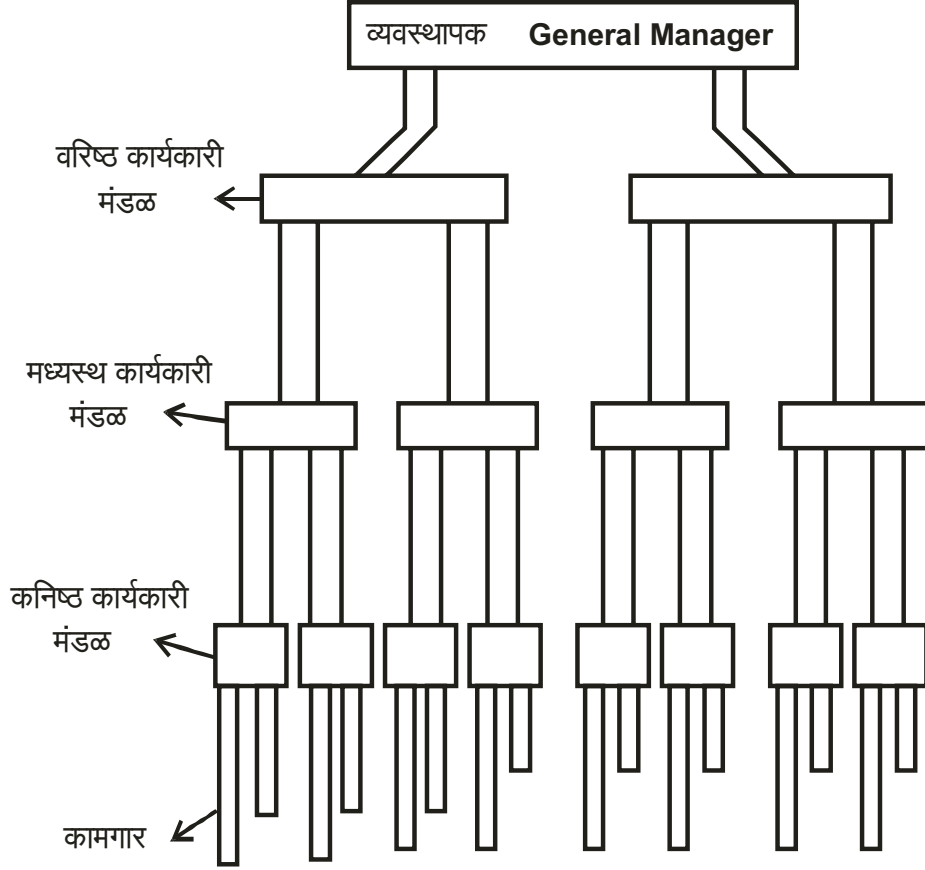 व्यवस्थापक General Manager
वरिष्ठ कार्यकारी
मंडळ
मध्यस्थ कार्यकारी
मंडळ
कनिष्ठ कार्यकारी
मंडळ
कामगार